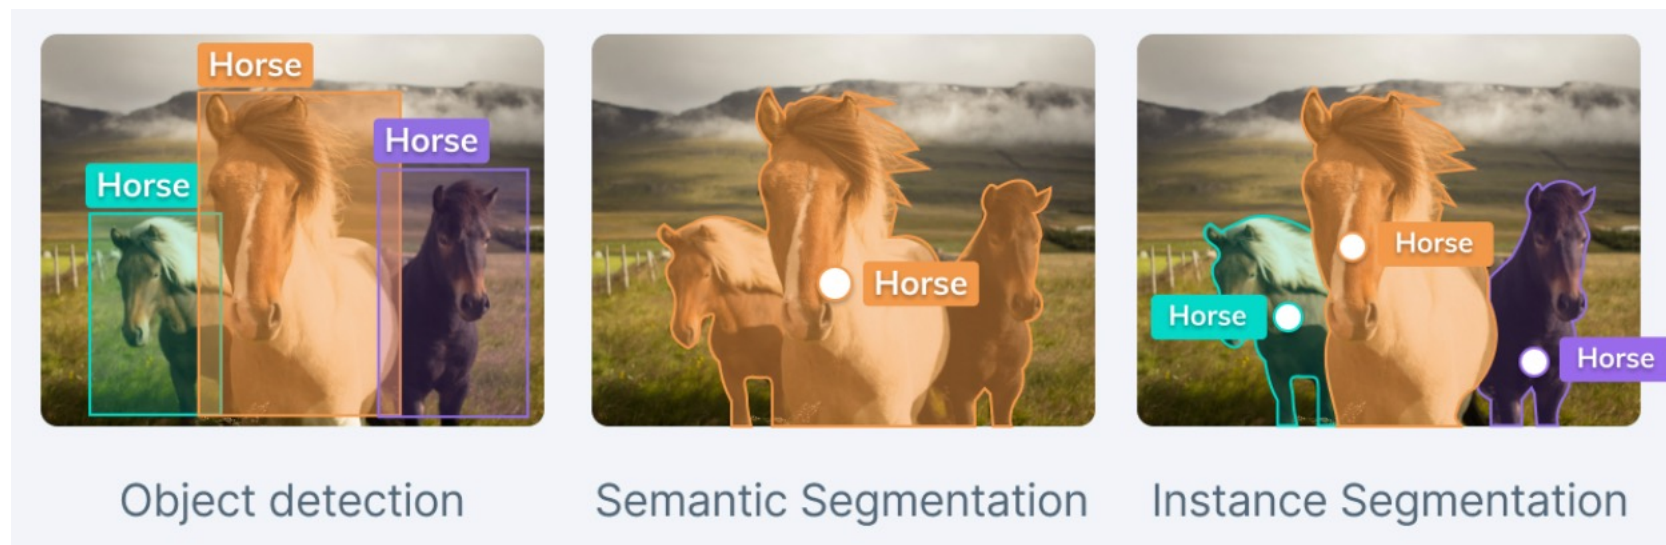 Horse
Horse
Horse
Horse
Horse
Horse
Horse
Object detection
Semantic Segmentation
Instance Segmentation